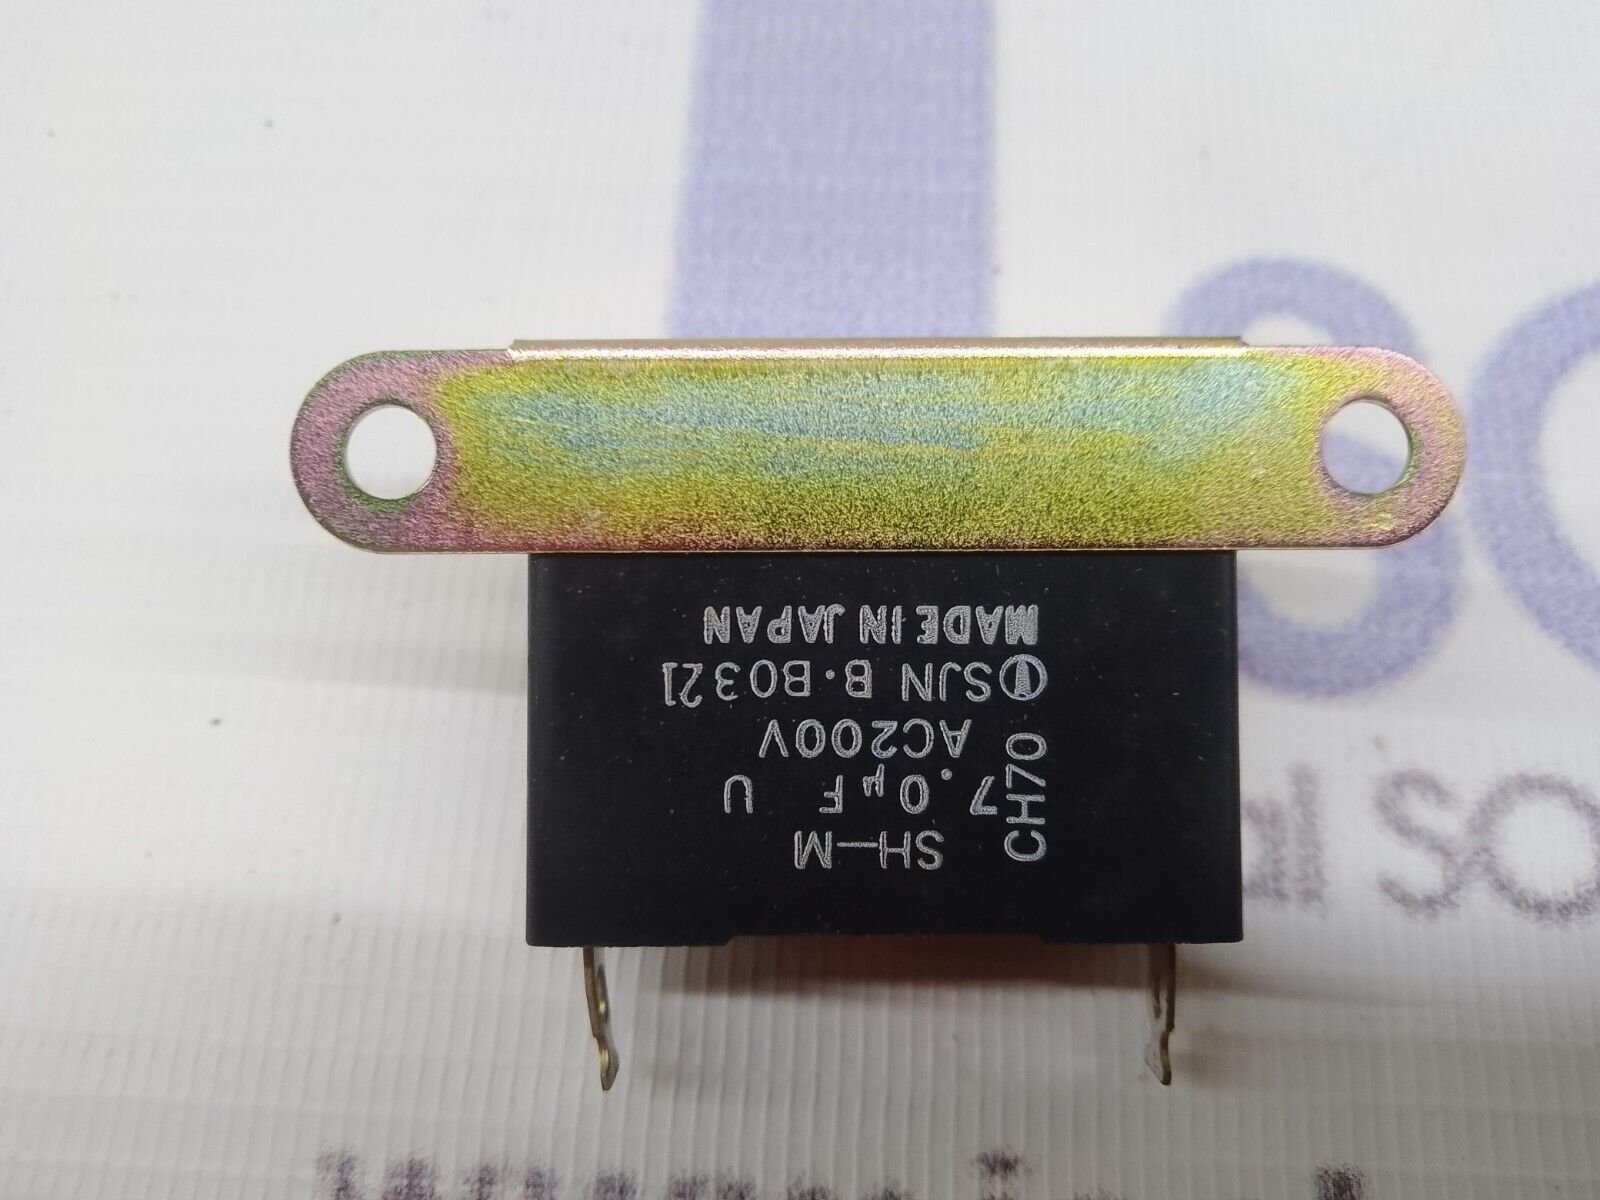 SH-M
7.0µF U
CH70
AC200V
SJN B·B0321
MADE IN JAPAN